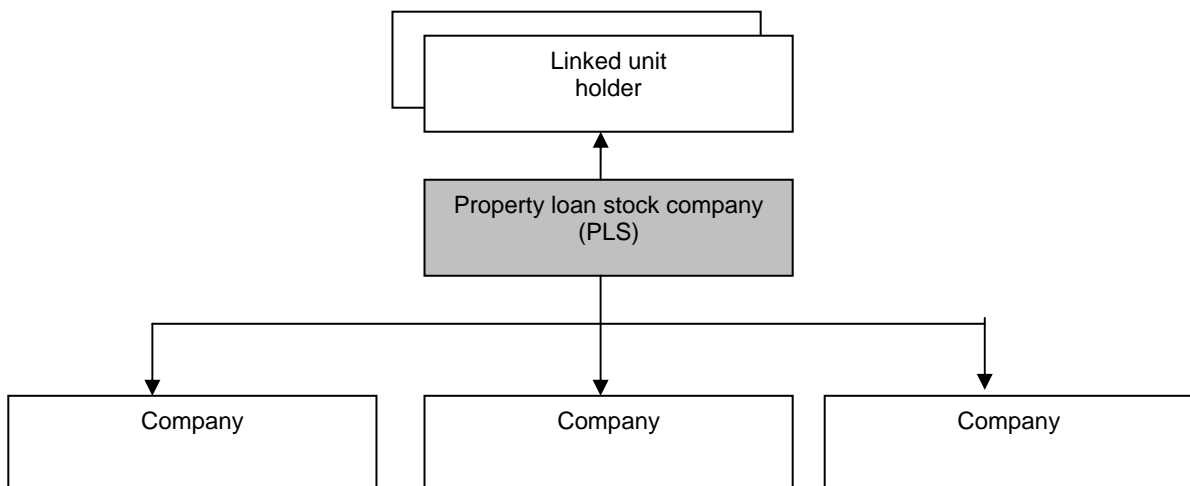 Linked unit
holder
Property loan stock company
(PLS)
Company
Company
Company